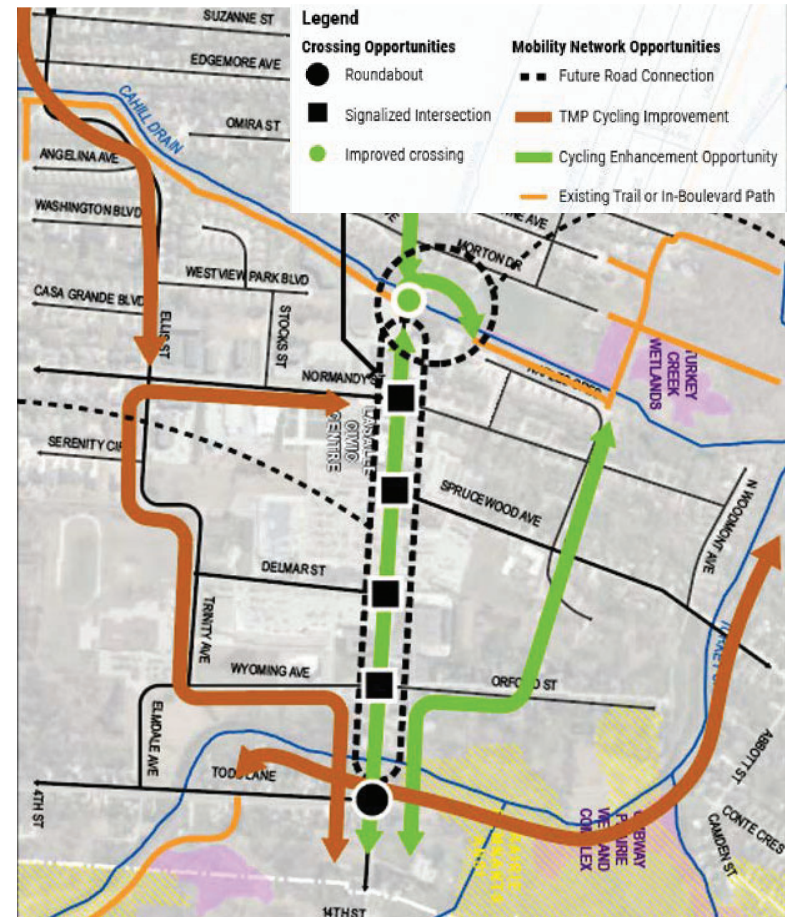 SUZANNE ST
EDGEMORE AVE
CAHILL DRAIN
OMIRA ST
ANGELINA AVE
WASHINGTON BLVD
WESTVIEW PARK BLVD
CASA GRANDE BLVD
ELLIS ST
STOCKS ST
NORMANDY ST
SERENITY CIR
CIVIC
CENTRE
DELMAR ST
TRINITY AVE
WYOMING AVE
ELMDALE AVE
TODD LANE
4TH ST
14TH ST
Legend
Crossing Opportunities
Roundabout
Signalized Intersection
Improved crossing
Mobility Network Opportunities
Future Road Connection
TMP Cycling Improvement
Cycling Enhancement Opportunity
Existing Trail or In-Boulevard Path
MORTON DR
TURKEY
CREEK
WETLANDS
SPRUCEWOOD AVE
N WOODMONT AVE
ORFORD ST
ABBOTT ST
CONTE CRES
CAMDEN ST
WETLAND
COMPLEX